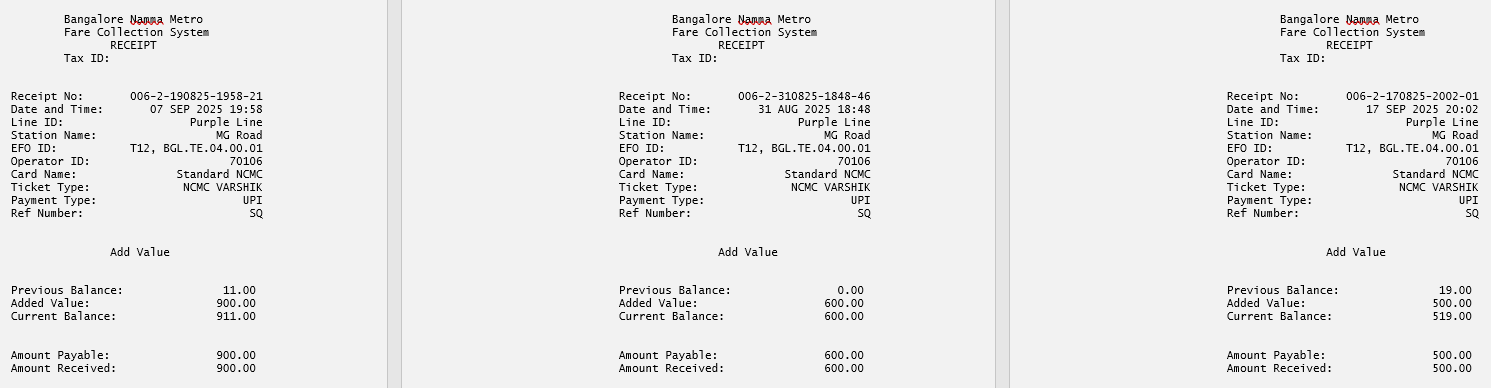 Bangalore Namma Metro
Fare Collection System
RECEIPT
Tax ID:
Receipt No: 006-2-190825-1958-21
Date and Time: 07 SEP 2025 19:58
Line ID: Purple Line
Station Name: MG Road
EFO ID: T12, BGL.TE.04.00.01
Operator ID: 70106
Card Name: Standard NCMC
Ticket Type: NCMC VARSHIK
Payment Type: UPI
Ref Number: SQ
Add Value
Previous Balance: 11.00
Added Value: 900.00
Current Balance: 911.00
Amount Payable: 900.00
Amount Received: 900.00
Bangalore Namma Metro
Fare Collection System
RECEIPT
Tax ID:
Receipt No: 006-2-310825-1848-46
Date and Time: 31 AUG 2025 18:48
Line ID: Purple Line
Station Name: MG Road
EFO ID: T12, BGL.TE.04.00.01
Operator ID: 70106
Card Name: Standard NCMC
Ticket Type: NCMC VARSHIK
Payment Type: UPI
Ref Number: SQ
Add Value
Previous Balance: 0.00
Added Value: 600.00
Current Balance: 600.00
Amount Payable: 600.00
Amount Received: 600.00
Bangalore Namma Metro
Fare Collection System
RECEIPT
Tax ID:
Receipt No: 006-2-170825-2002-01
Date and Time: 17 SEP 2025 20:02
Line ID: Purple Line
Station Name: MG Road
EFO ID: T12, BGL.TE.04.00.01
Operator ID: 70106
Card Name: Standard NCMC
Ticket Type: NCMC VARSHIK
Payment Type: UPI
Ref Number: SQ
Add Value
Previous Balance: 19.00
Added Value: 500.00
Current Balance: 519.00
Amount Payable: 500.00
Amount Received: 500.00